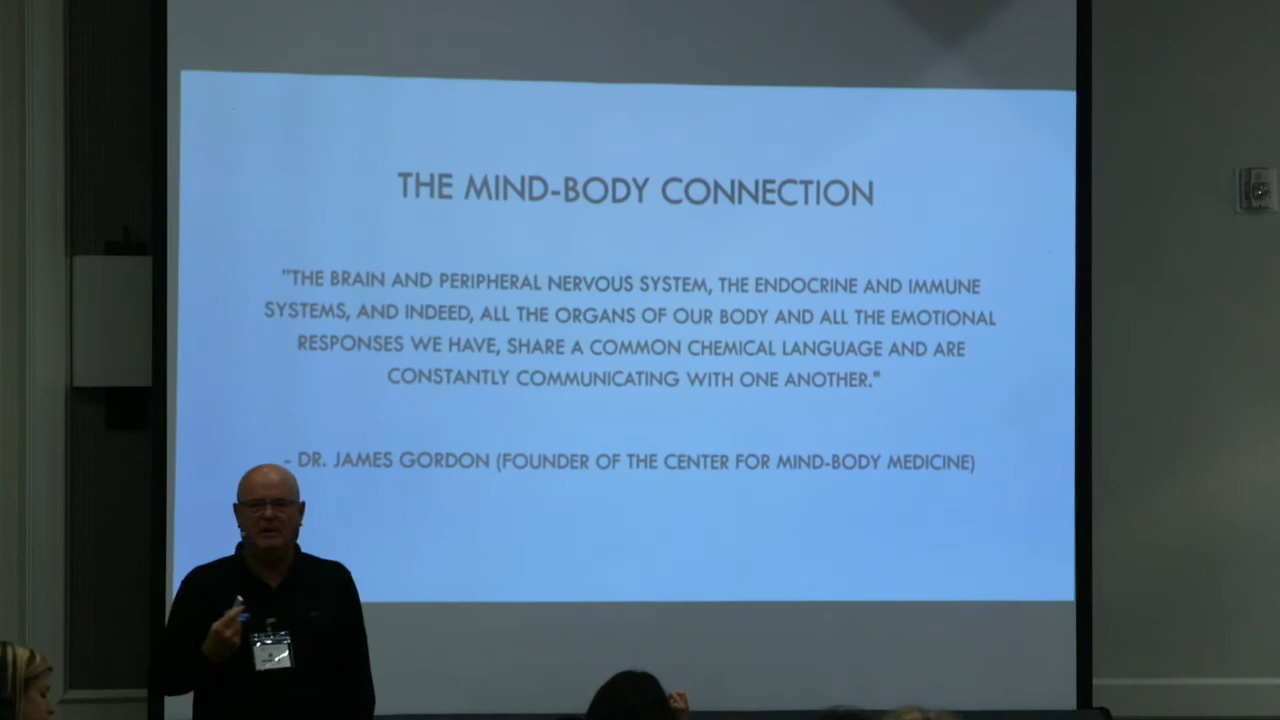 THE MIND-BODY CONNECTION
"THE BRAIN AND PERIPHERAL NERVOUS SYSTEM, THE ENDOCRINE AND IMMUNE
SYSTEMS, AND INDEED, ALL THE ORGANS OF OUR BODY AND ALL THE EMOTIONAL
RESPONSES WE HAVE, SHARE A COMMON CHEMICAL LANGUAGE AND ARE
CONSTANTLY COMMUNICATING WITH ONE ANOTHER."
- DR. JAMES GORDON (FOUNDER OF THE CENTER FOR MIND-BODY MEDICINE)